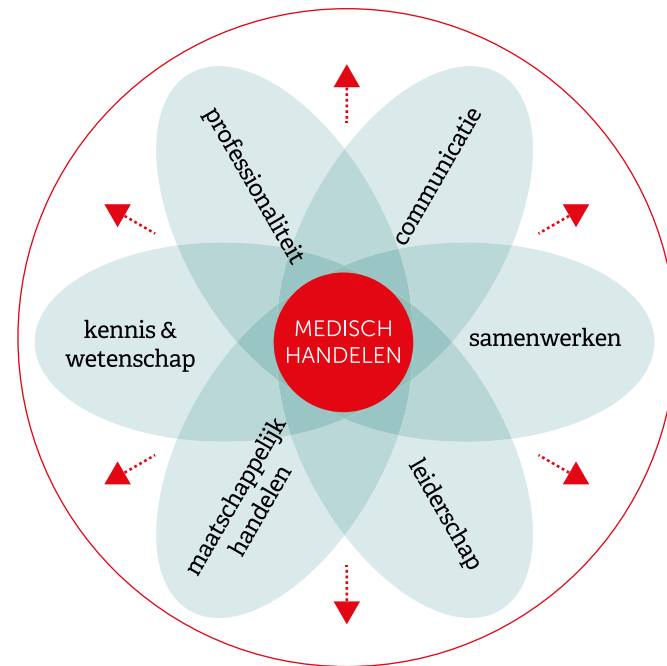 professionaliteit
communicatie
kennis &
wetenschap
MEDISCH
HANDELEN
samenwerken
maatschappelijk
handelen
leiderschap